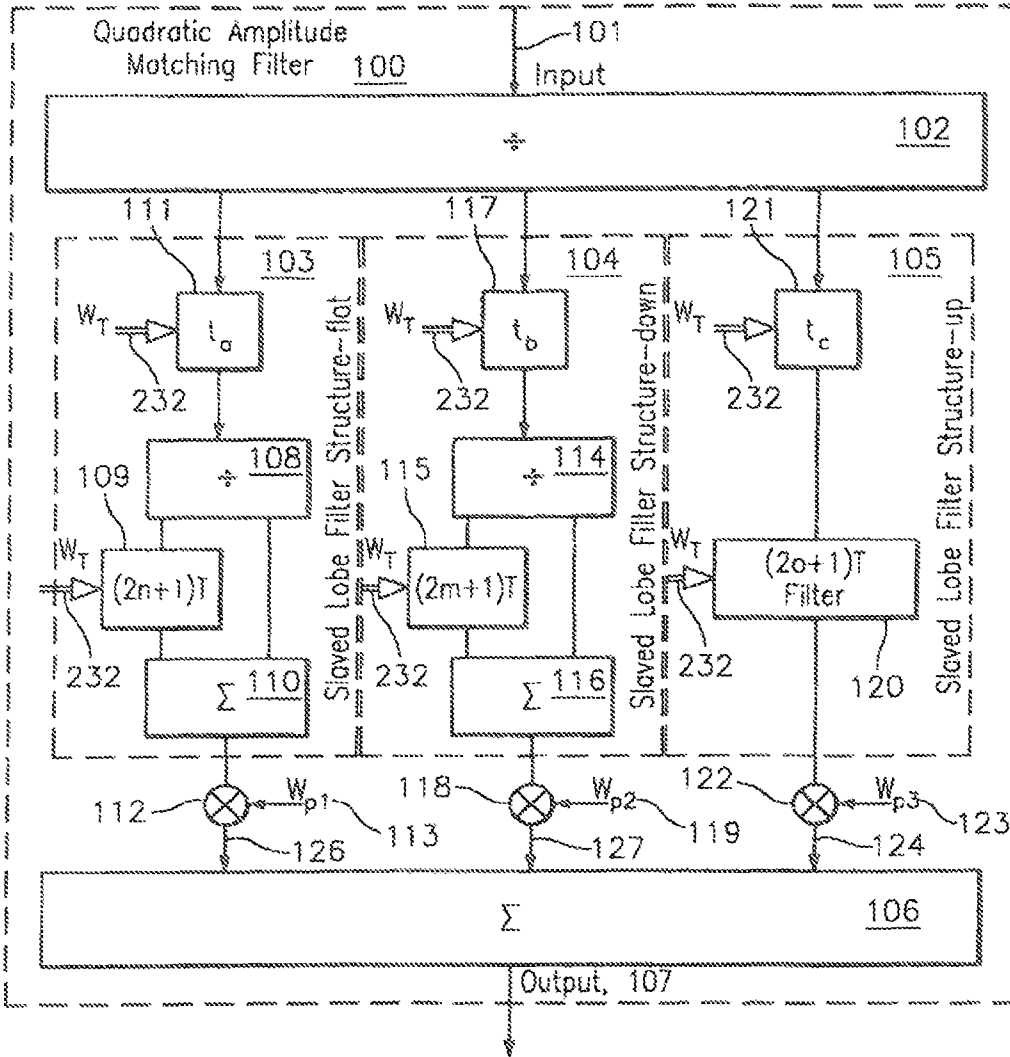 Quadratic Amplitude
Matching Filter 100
101
Input
÷ 102
111
117
121
103
104
105
W_T
t_a
232
W_T
t_b
232
W_T
t_c
232
Slaved Lobe Filter Structure-flat
Slaved Lobe Filter Structure-down
Slaved Lobe Filter Structure-up
÷ 108
÷ 114
109
115
W_T
(2n+1)T
232
W_T
(2m+1)T
232
W_T
(2o+1)T
Filter
232
120
Σ 110
Σ 116
112
W_p1
113
126
118
W_p2
119
127
122
W_p3
123
124
Σ 106
Output, 107